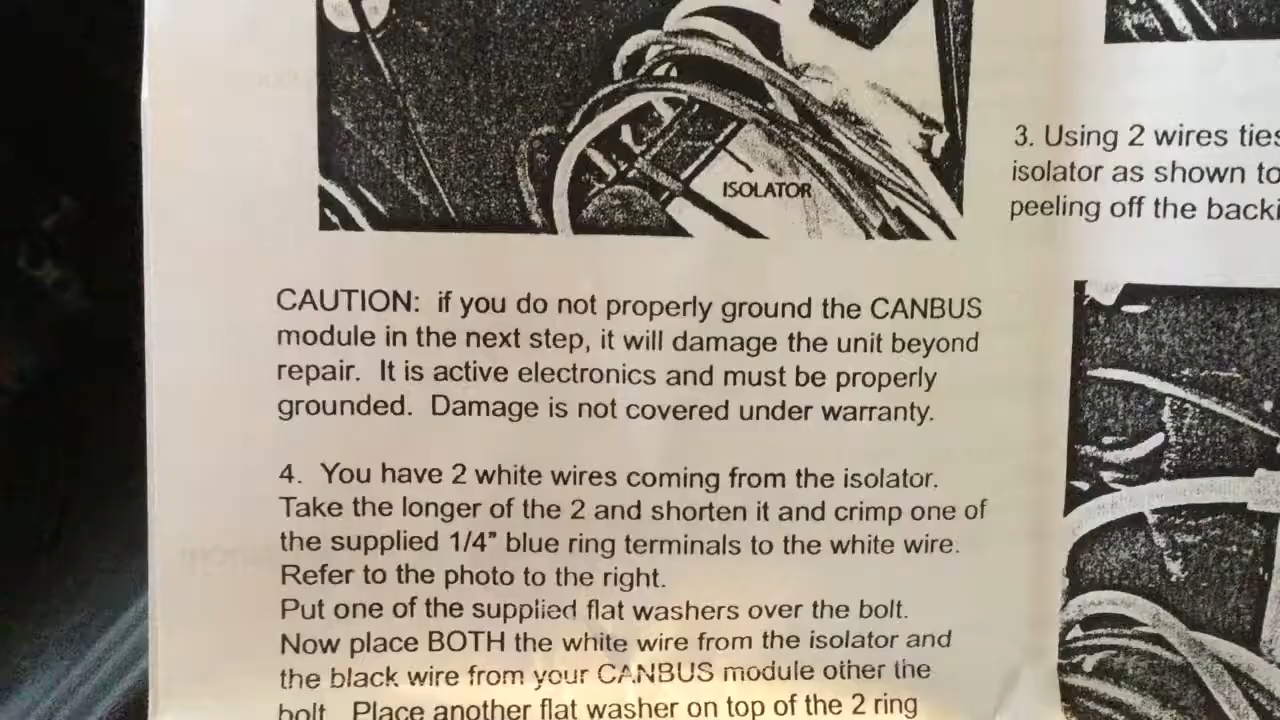 ISOLATOR
CAUTION: if you do not properly ground the CANBUS
module in the next step, it will damage the unit beyond
repair. It is active electronics and must be properly
grounded. Damage is not covered under warranty.
4. You have 2 white wires coming from the isolator.
Take the longer of the 2 and shorten it and crimp one of
the supplied 1/4" blue ring terminals to the white wire.
Refer to the photo to the right.
Put one of the supplied flat washers over the bolt.
Now place BOTH the white wire from the isolator and
the black wire from your CANBUS module other the
bolt. Place another flat washer on top of the 2 ring
3. Using 2 wires ties
isolator as shown to
peeling off the backi